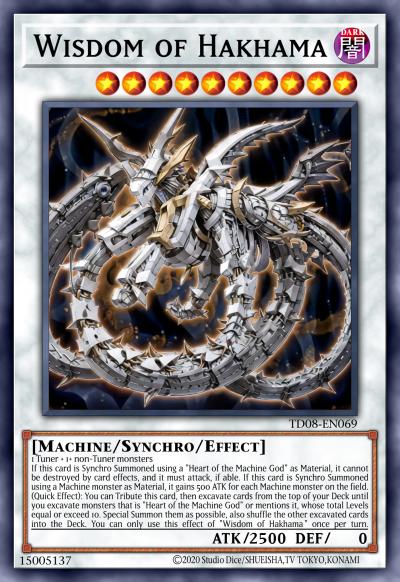 WISDOM OF HAKHAMA
DARK
闇
TD08-EN069
[MACHINE/SYNCHRO/EFFECT]
1 Tuner + 1+ non-Tuner monsters
If this card is Synchro Summoned using a "Heart of the Machine God" as Material, it cannot
be destroyed by card effects, and it must attack, if able. If this card is Synchro Summoned
using a Machine monster as Material, it gains 500 ATK for each Machine monster on the field.
(Quick Effect): You can Tribute this card, then excavate cards from the top of your Deck until
you excavate monsters that is "Heart of the Machine God" or mentions it, whose total Levels
equal or exceed 10. Special Summon them as possible, also shuffle the other excavated cards
into the Deck. You can only use this effect of "Wisdom of Hakhama" once per turn.
ATK/2500 DEF/ 0
15005137
©2020 Studio Dice/SHUEISHA,TV TOKYO,KONAMI